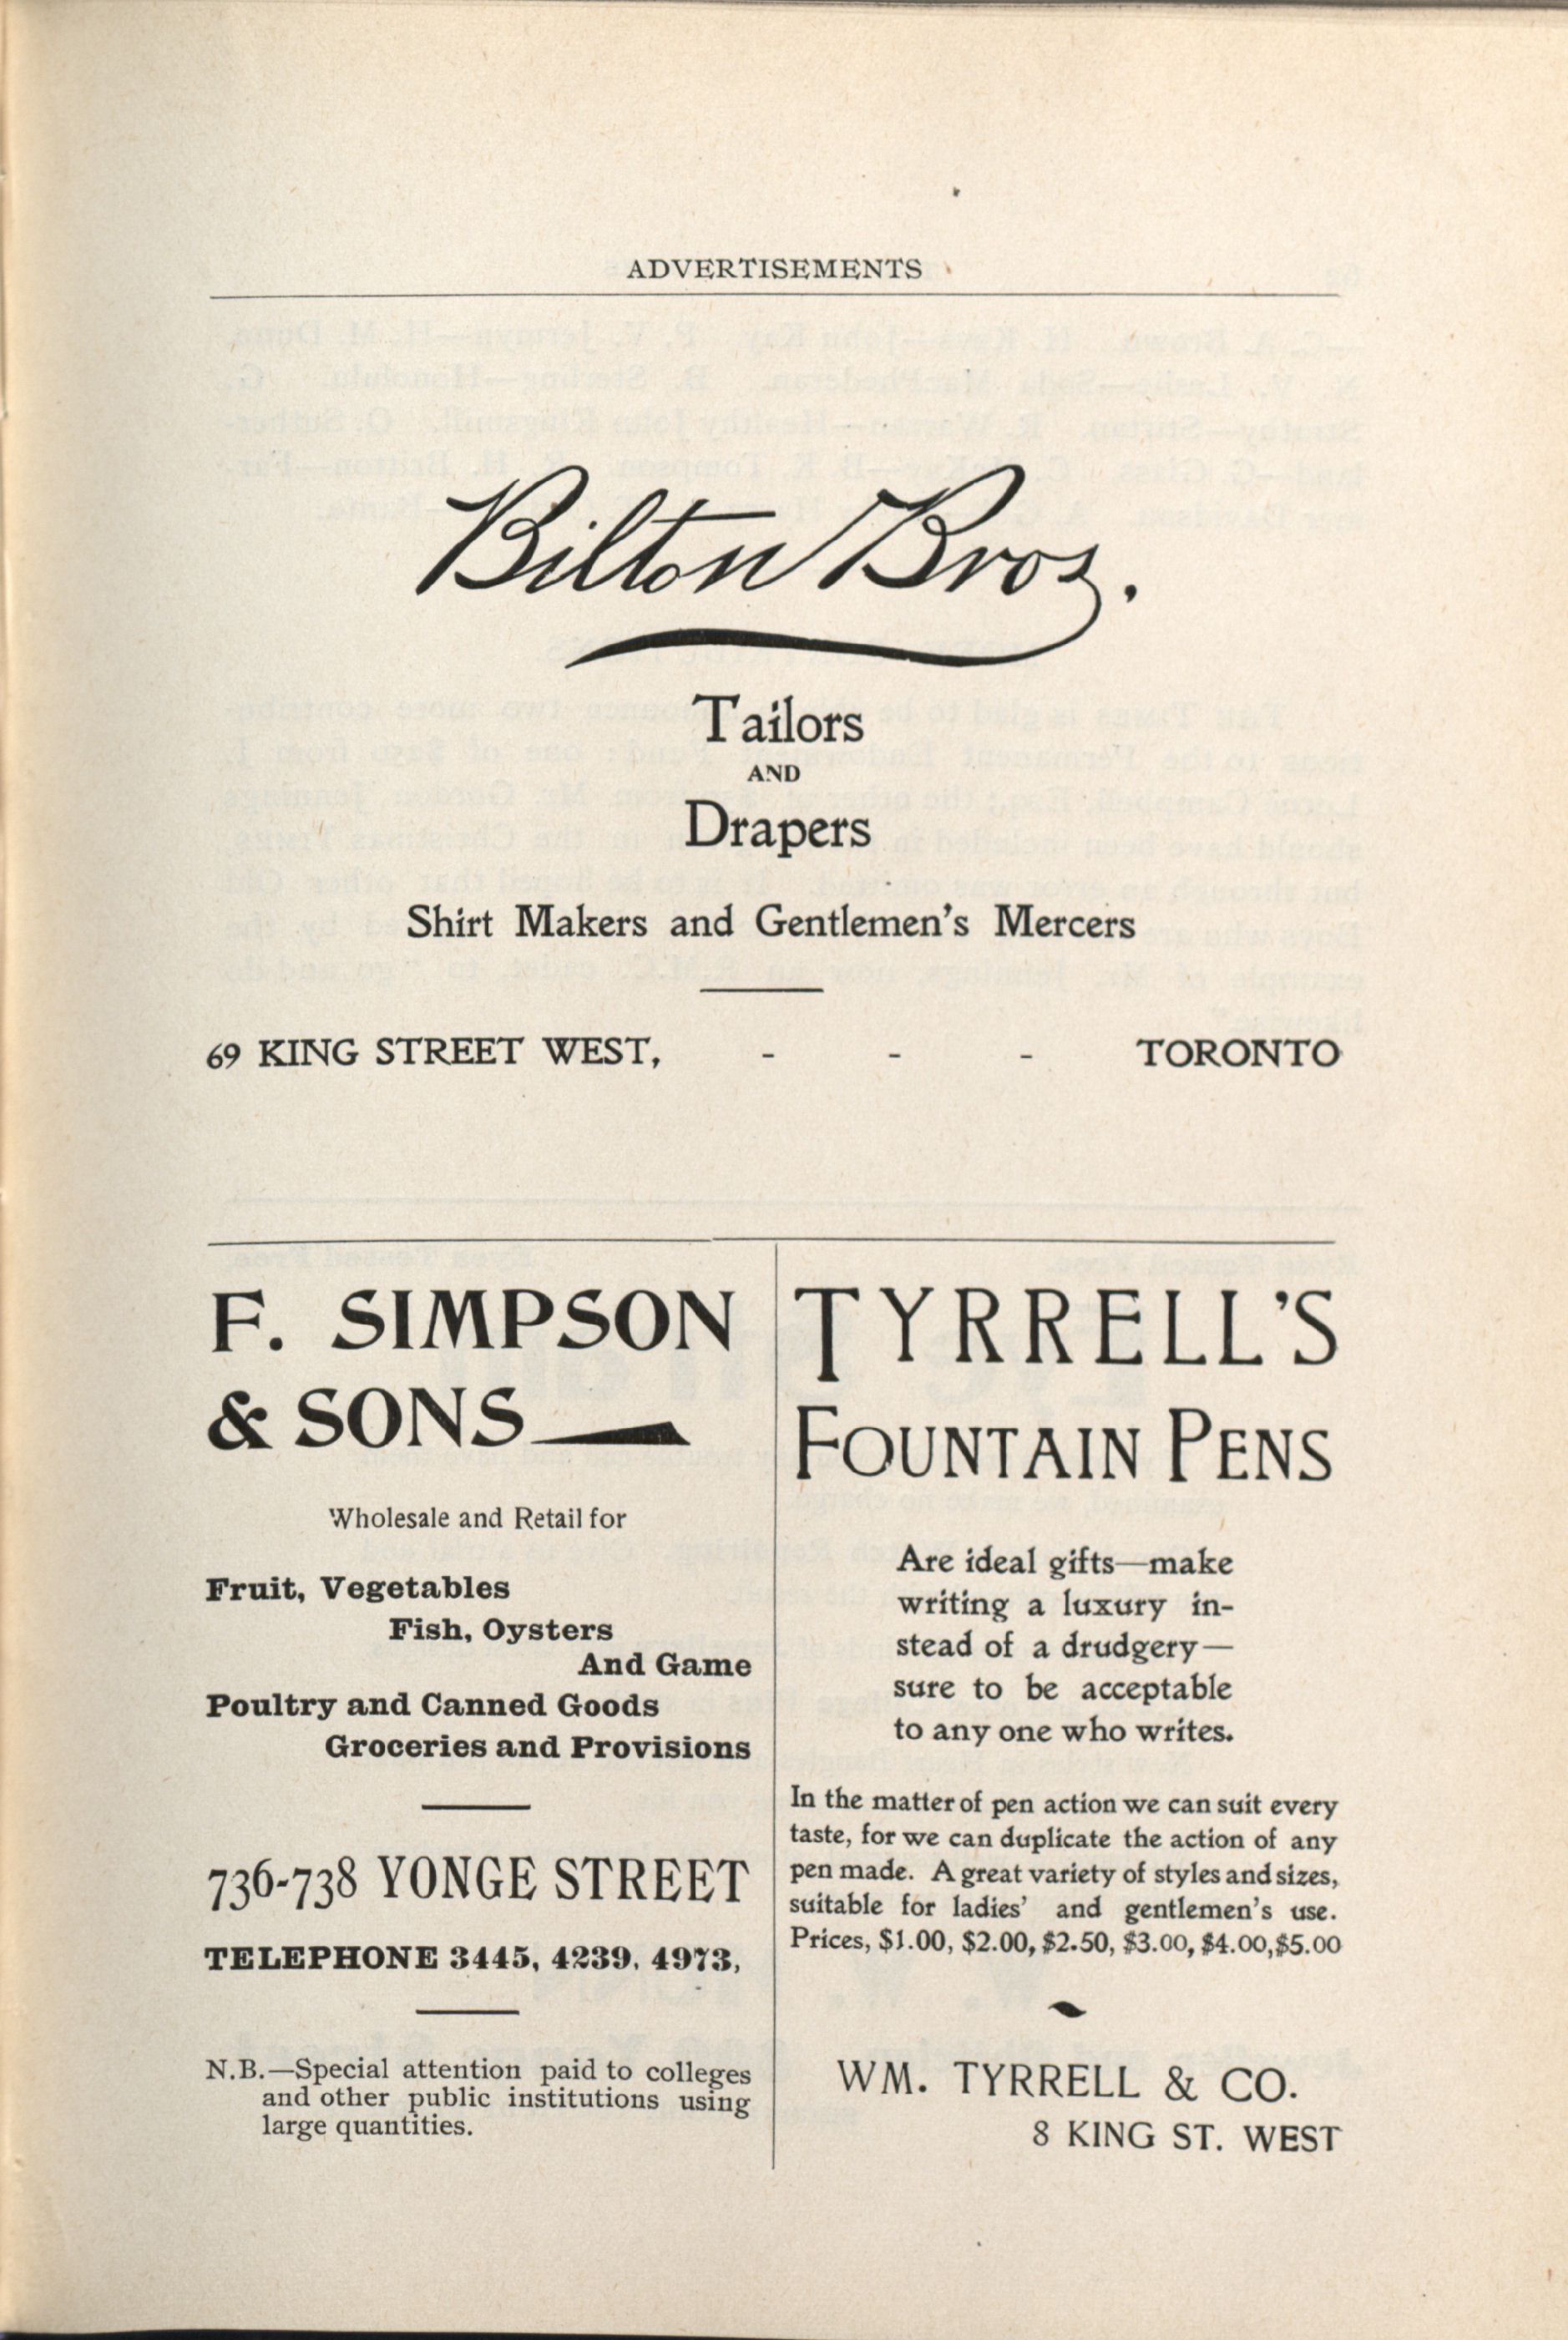 ADVERTISEMENTS
Bilton Bros.
Tailors
AND
Drapers
Shirt Makers and Gentlemen's Mercers
69 KING STREET WEST, - - - TORONTO
F. SIMPSON
& SONS
Wholesale and Retail for
Fruit, Vegetables
Fish, Oysters
And Game
Poultry and Canned Goods
Groceries and Provisions
736-738 YONGE STREET
TELEPHONE 3445, 4239, 4973,
N.B.—Special attention paid to colleges
and other public institutions using
large quantities.
TYRRELL'S
FOUNTAIN PENS
Are ideal gifts—make
writing a luxury in-
stead of a drudgery—
sure to be acceptable
to any one who writes.
In the matter of pen action we can suit every
taste, for we can duplicate the action of any
pen made. A great variety of styles and sizes,
suitable for ladies' and gentlemen's use.
Prices, $1.00, $2.00, $2.50, $3.00, $4.00, $5.00
WM. TYRRELL & CO.
8 KING ST. WEST